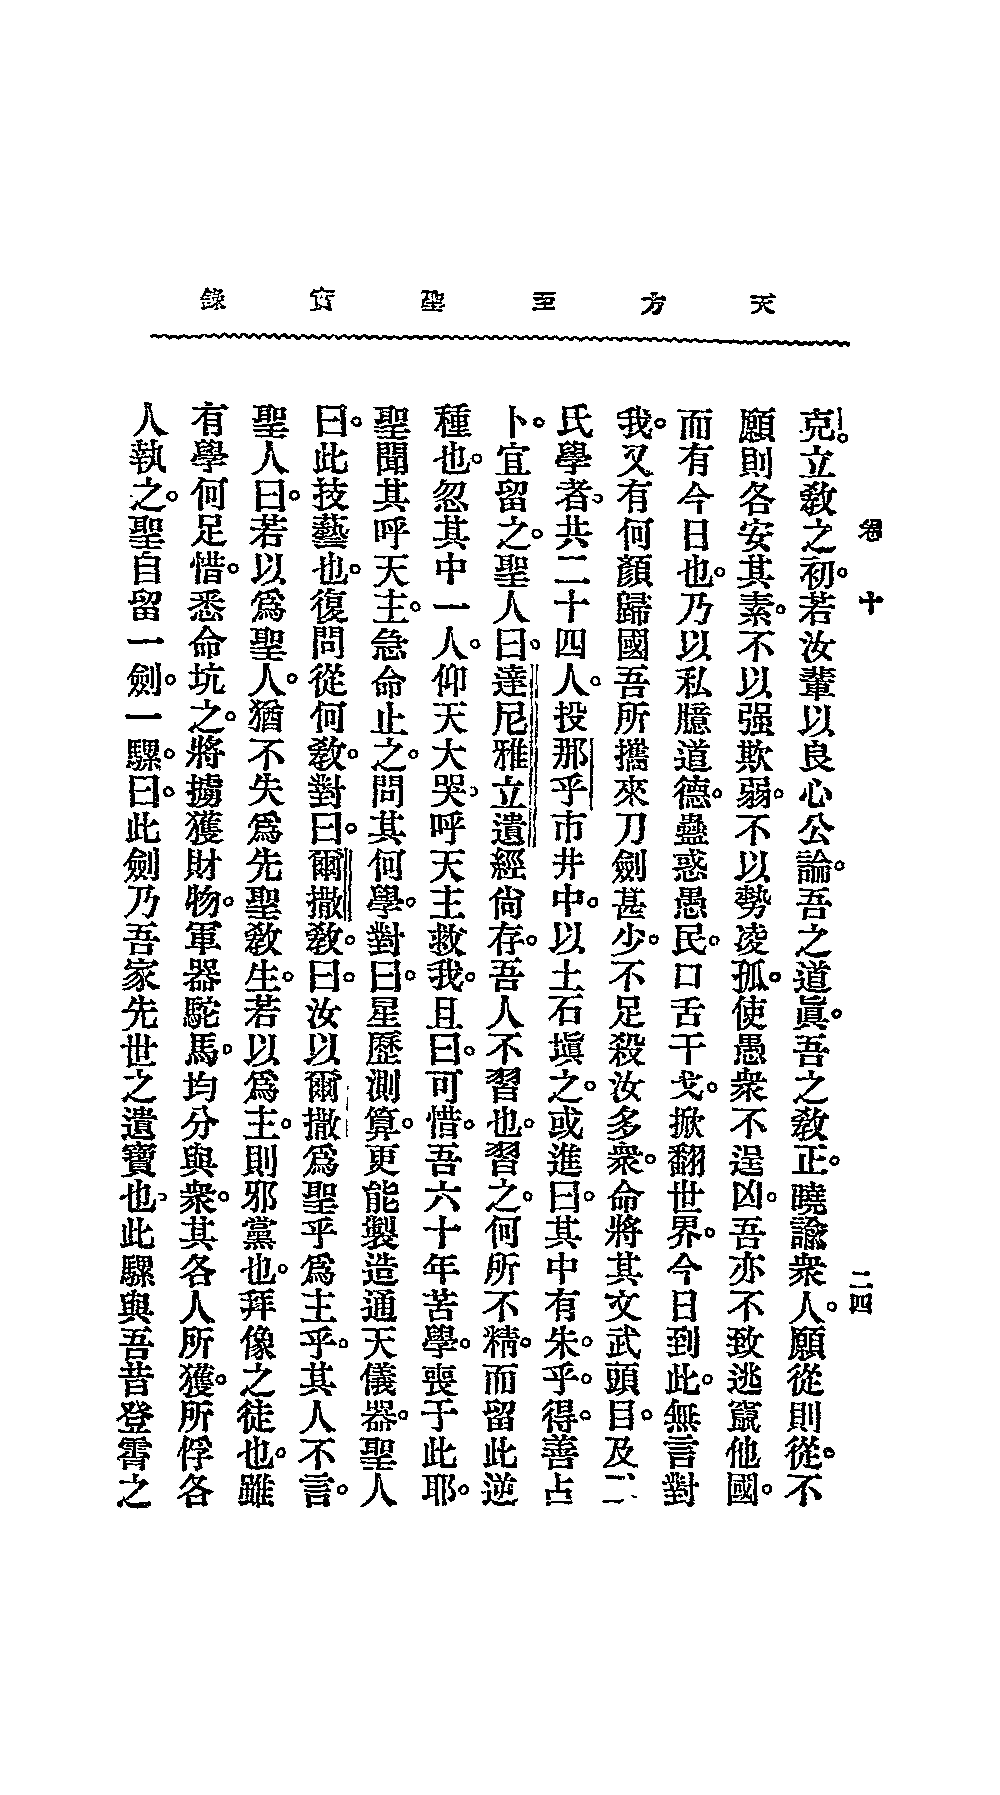 天方至聖實錄
卷十
二四
克。立敎之初。若汝輩以良心公論。吾之道眞。吾之敎正。曉諭衆人。願從則從。不
願則各安其素。不以强欺弱。不以勢凌孤。使愚衆不逞凶。吾亦不致逃竄他國。
而有今日也。乃以私臆道德。蠱惑愚民。口舌干戈。掀翻世界。今日到此。無言對
我。又有何顏歸國吾所攜來刀劍甚少。不足殺汝多衆。命將其文武頭目。及二、
氏學者、共二十四人。投那乎市井中。以土石塡之。或進曰。其中有朱。乎。得。善占
卜。宜留之。聖人曰。達尼雅立遺經尙存。吾人不習也。習之。何所不精。而留此逆
種也。忽其中一人。仰天大哭、呼天主救我。且曰。可惜。吾六十年苦學。喪于此耶。
聖聞其呼天主。急命止之。問其何學。對曰。星歷測算。更能製造通天儀器。聖人
曰。此技藝也。復問從何敎。對曰。爾撒敎。曰。汝以爾撒爲聖乎爲主乎。其人不言。
聖人曰。若以爲聖人。猶不失爲先聖敎生。若以爲主。則邪黨也。拜像之徒也。雖
有學何足惜。悉命坑之。將擄獲財物。軍器駝馬。均分與衆。其各人所獲。所俘各
人執之。聖自留一劍。一騾。曰。此劍乃吾家先世之遺寶也、此騾與吾昔登霄之